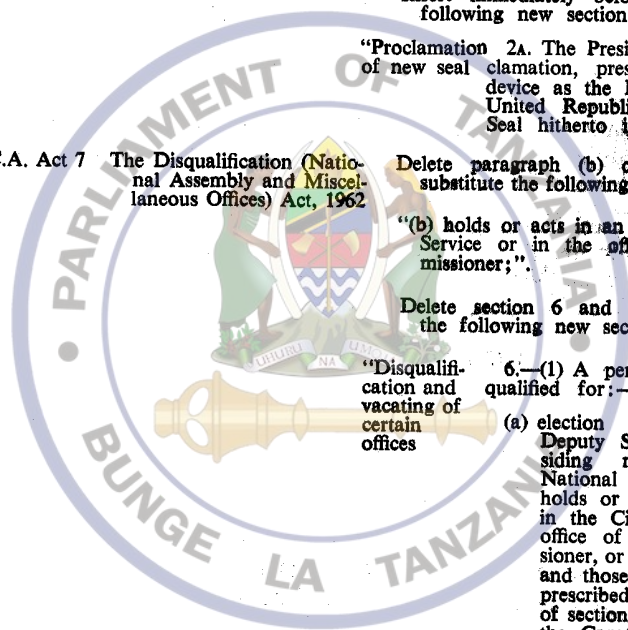 following new section
"Proclamation 2A. The Presi
of new seal clamation, pres
device as the
United Republi
Seal hitherto
.A. Act 7 The Disqualification (Natio- Delete paragraph (b)
nal Assembly and Miscel- substitute the following
laneous Offices) Act, 1962
"(b) holds or acts in an
Service or in the off
missioner;".
Delete section 6 and
the following new sec
"Disqualifi- 6.—(1) A per
cation and qualified for:—
vacating of
certain (a) election
offices Deputy S
siding
National
holds or
in the Ci
office of
sioner, or
and those
prescribed
of section
PARLIAMENT OF TANZANIA
UHURU NA UMOJA
BUNGE LA TANZANIA